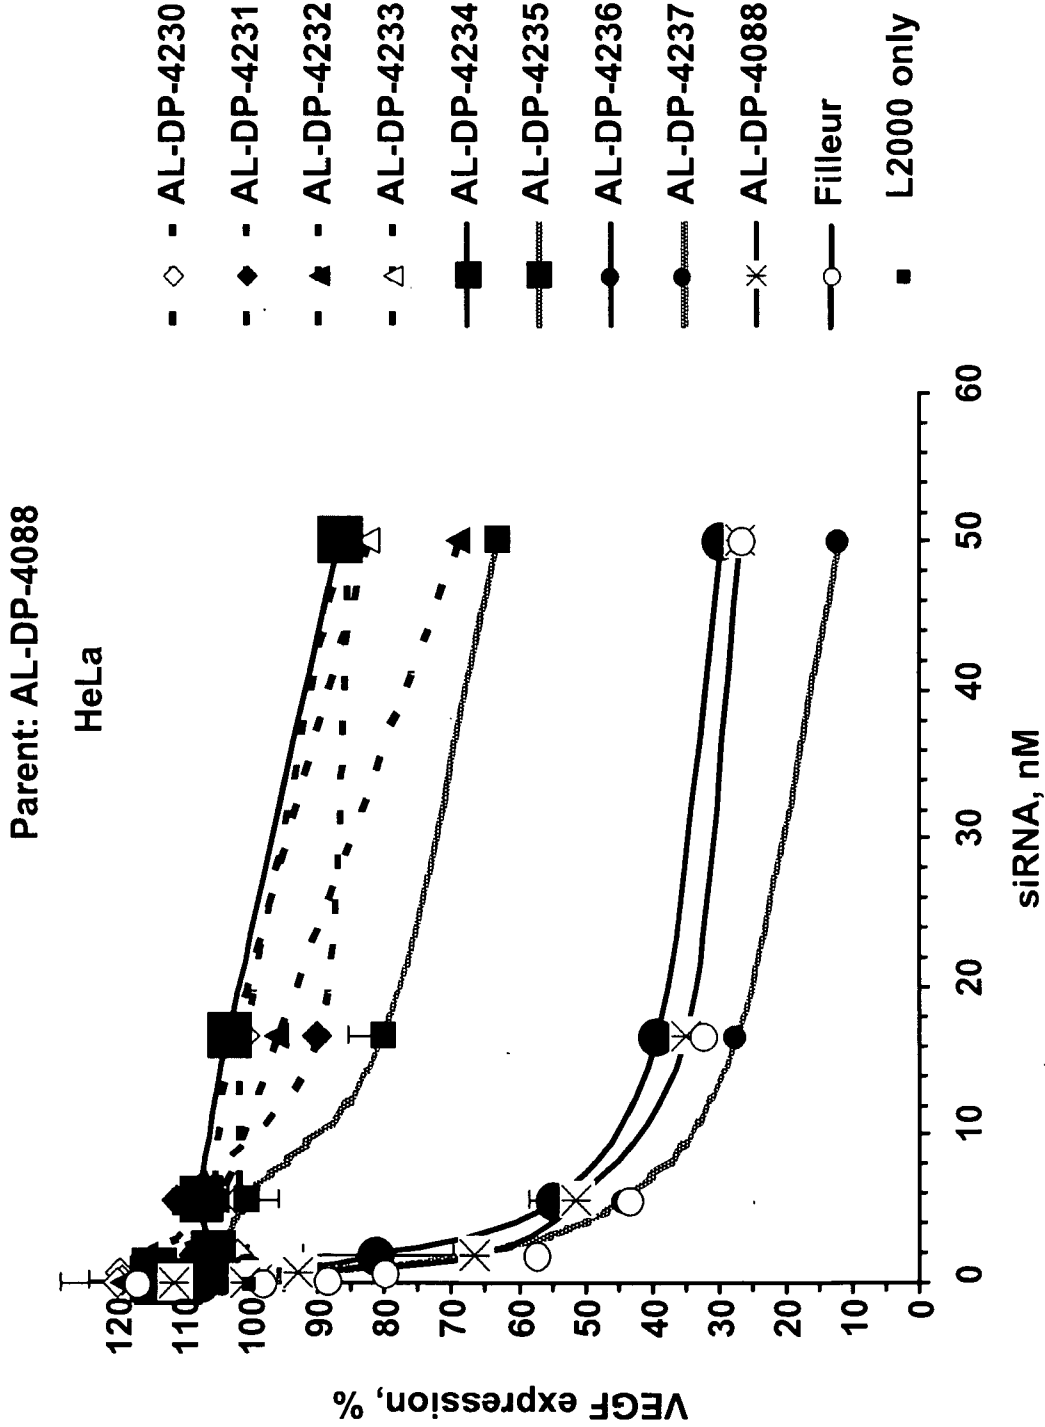 Parent: AL-DP-4088
HeLa
VEGF expression, %
120
110
100
90
80
70
60
50
40
30
20
10
0
0
10
20
30
40
50
60
siRNA, nM
AL-DP-4230
AL-DP-4231
AL-DP-4232
AL-DP-4233
AL-DP-4234
AL-DP-4235
AL-DP-4236
AL-DP-4237
AL-DP-4088
Filleur
L2000 only